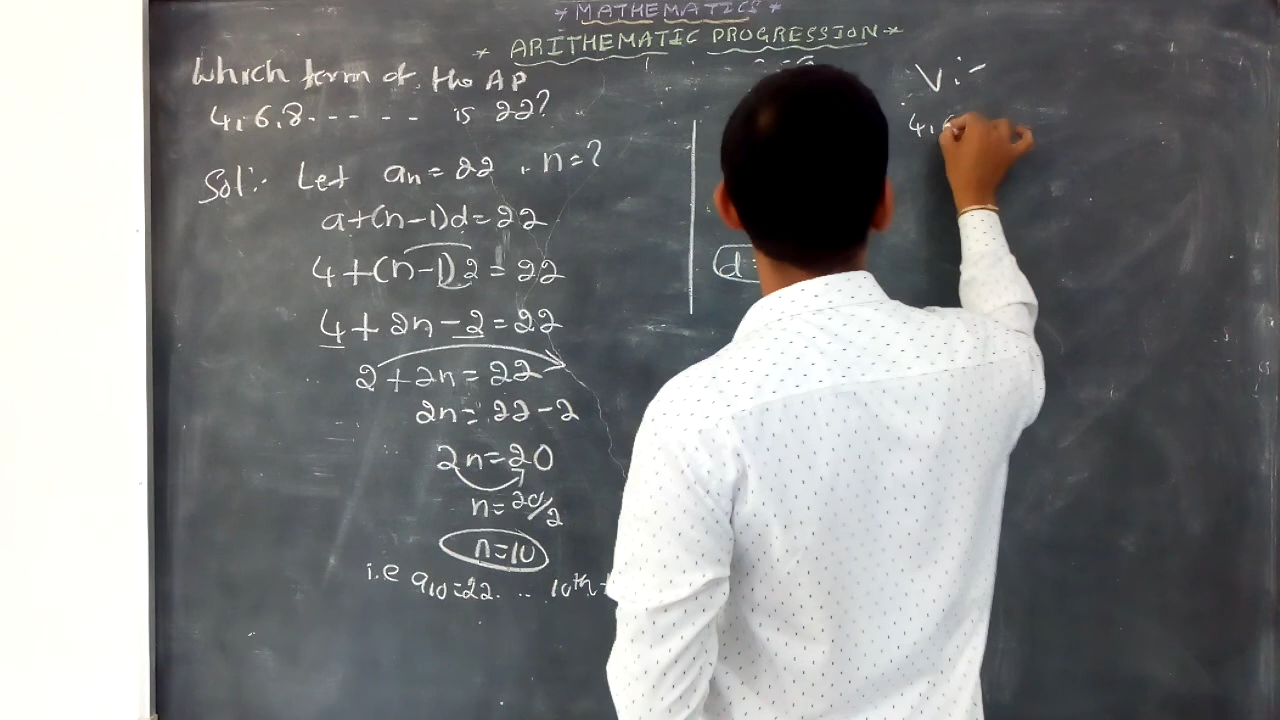 * MATHEMATICS *
* ARITHEMATIC PROGRESSION *
Which term of the AP
4, 6, 8 - - - - - is 22?
Sol:- Let an = 22, n = ?
a+(n-1)d = 22
4+(n-1)2 = 22
4+2n-2 = 22
2+2n = 22
2n = 22-2
2n = 20
n = 20/2
n=10
i.e a10 = 22. .. 10th
d=
V:-
4, 6